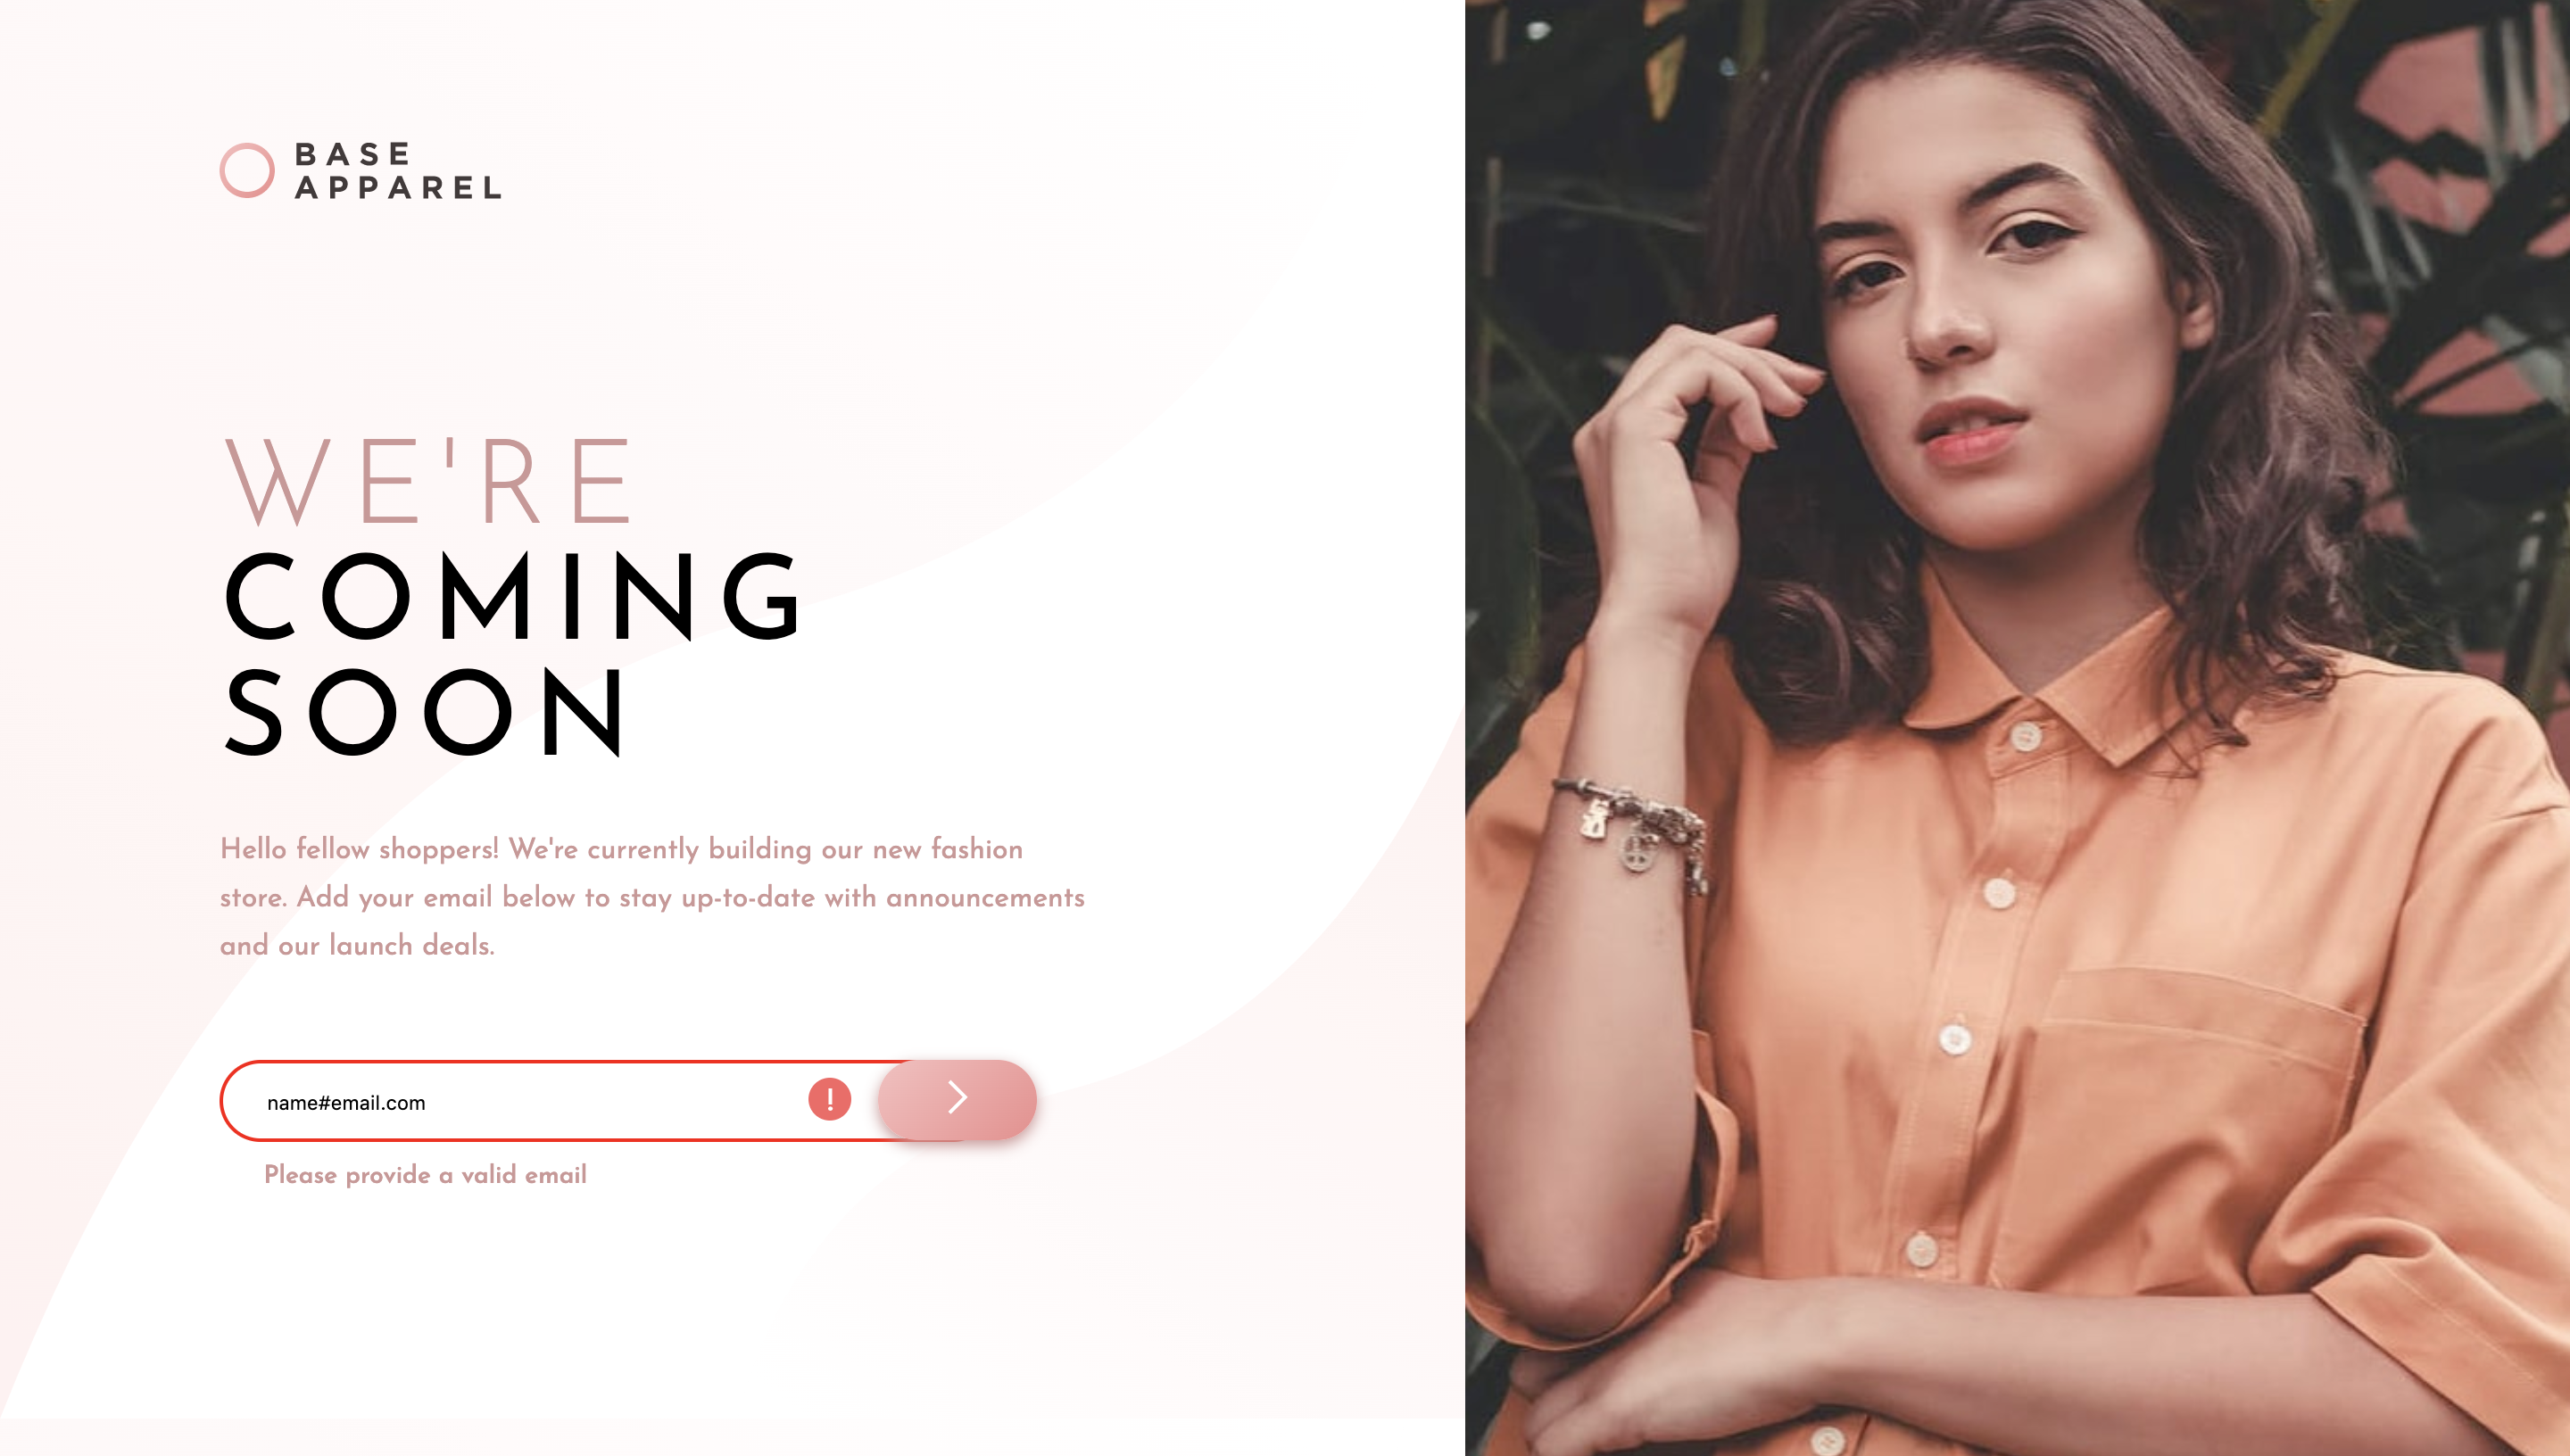 BASE
APPAREL
WE'RE
COMING
SOON
Hello fellow shoppers! We're currently building our new fashion
store. Add your email below to stay up-to-date with announcements
and our launch deals.
name#email.com
!
Please provide a valid email